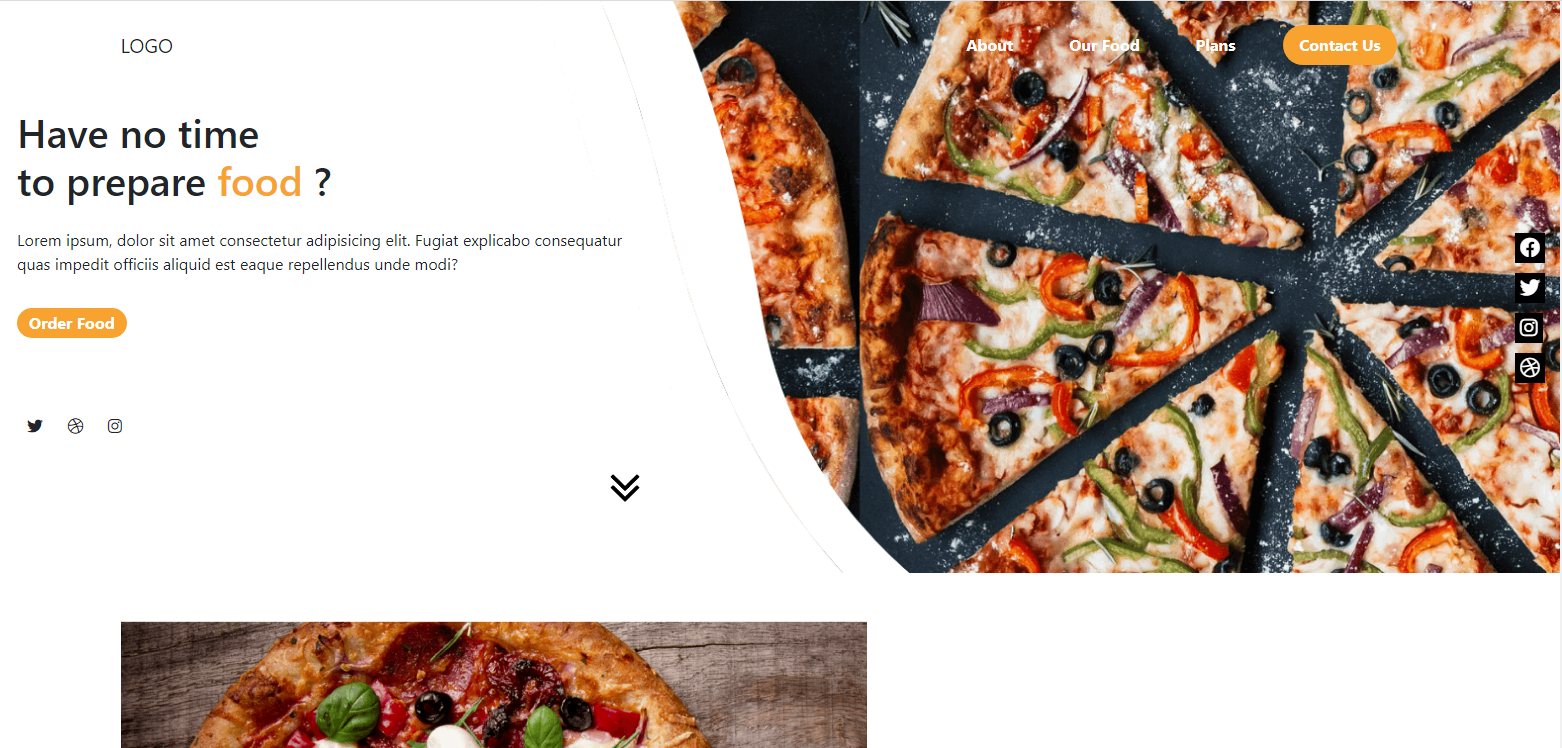 LOGO
About Our Food Plans Contact Us
Have no time
to prepare food ?
Lorem ipsum, dolor sit amet consectetur adipisicing elit. Fugiat explicabo consequatur
quas impedit officiis aliquid est eaque repellendus unde modi?
Order Food